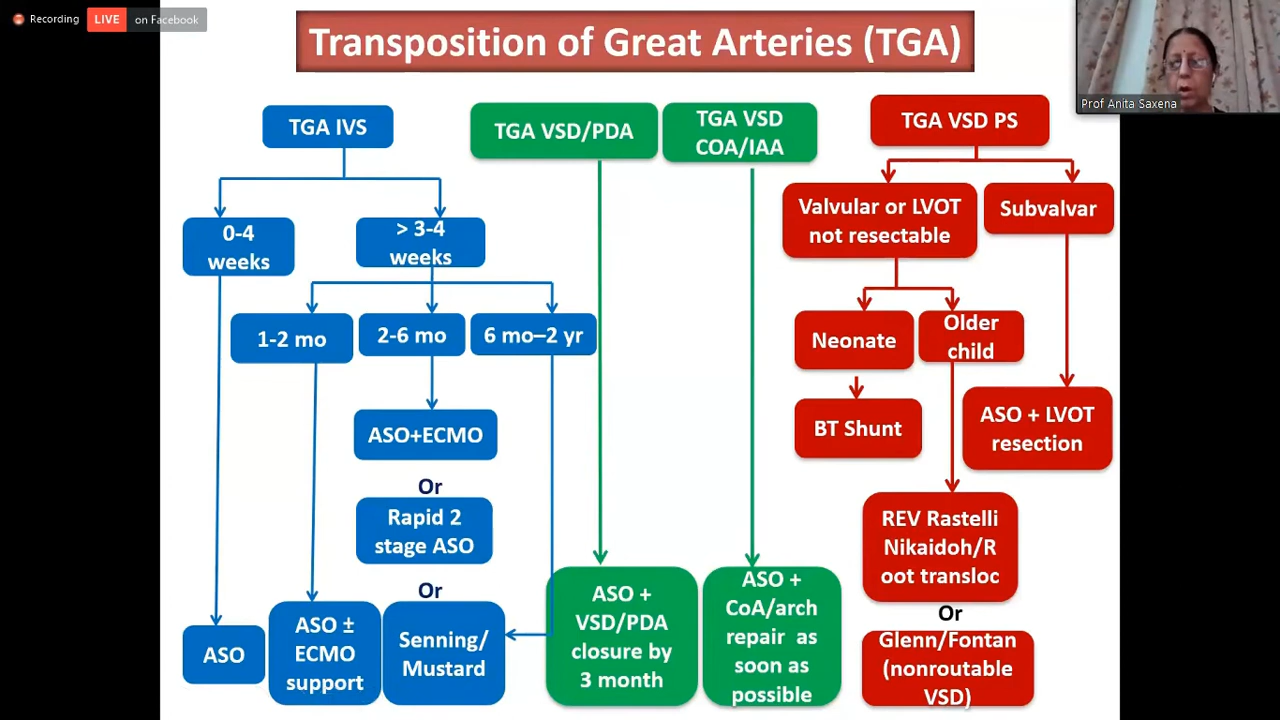 Recording
LIVE on Facebook
Transposition of Great Arteries (TGA)
Prof Anita Saxena
TGA IVS
0-4
weeks
> 3-4
weeks
1-2 mo
2-6 mo
6 mo–2 yr
ASO+ECMO
Or
Rapid 2
stage ASO
Or
ASO
ASO ±
ECMO
support
Senning/
Mustard
TGA VSD/PDA
ASO +
VSD/PDA
closure by
3 month
TGA VSD
COA/IAA
ASO +
CoA/arch
repair as
soon as
possible
TGA VSD PS
Valvular or LVOT
not resectable
Subvalvar
Neonate
Older
child
BT Shunt
ASO + LVOT
resection
REV Rastelli
Nikaidoh/R
oot transloc
Or
Glenn/Fontan
(nonroutable
VSD)